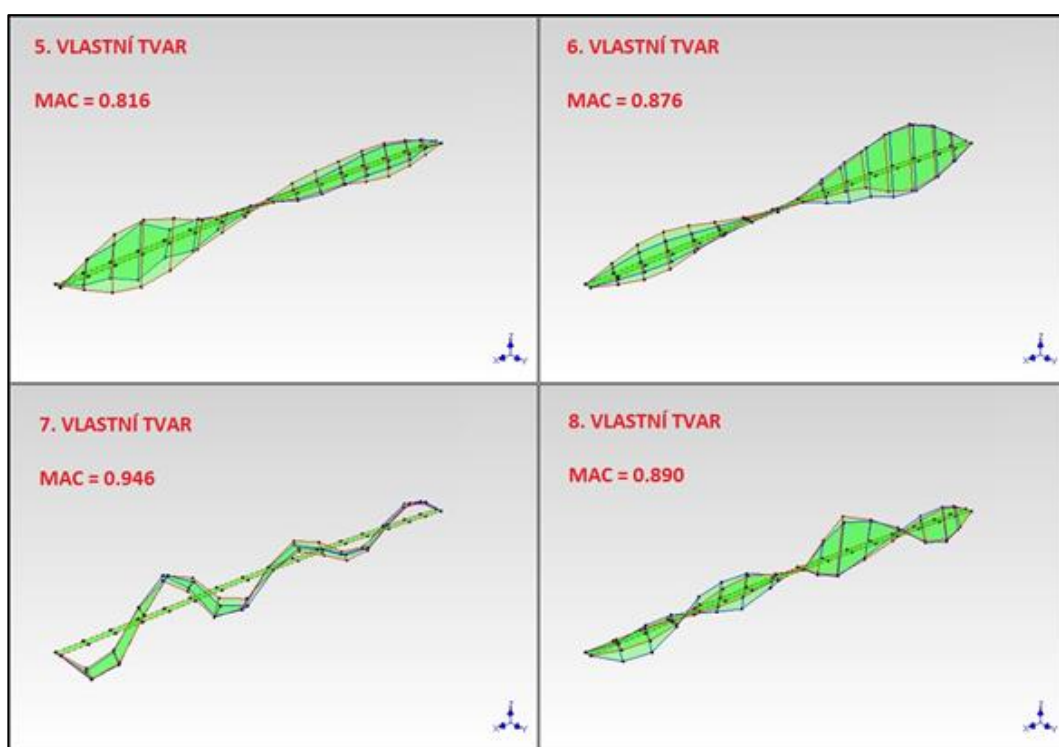 5. VLASTNÍ TVAR
MAC = 0.816
Z
X
Y
6. VLASTNÍ TVAR
MAC = 0.876
Z
X
Y
7. VLASTNÍ TVAR
MAC = 0.946
Z
X
Y
8. VLASTNÍ TVAR
MAC = 0.890
Z
X
Y